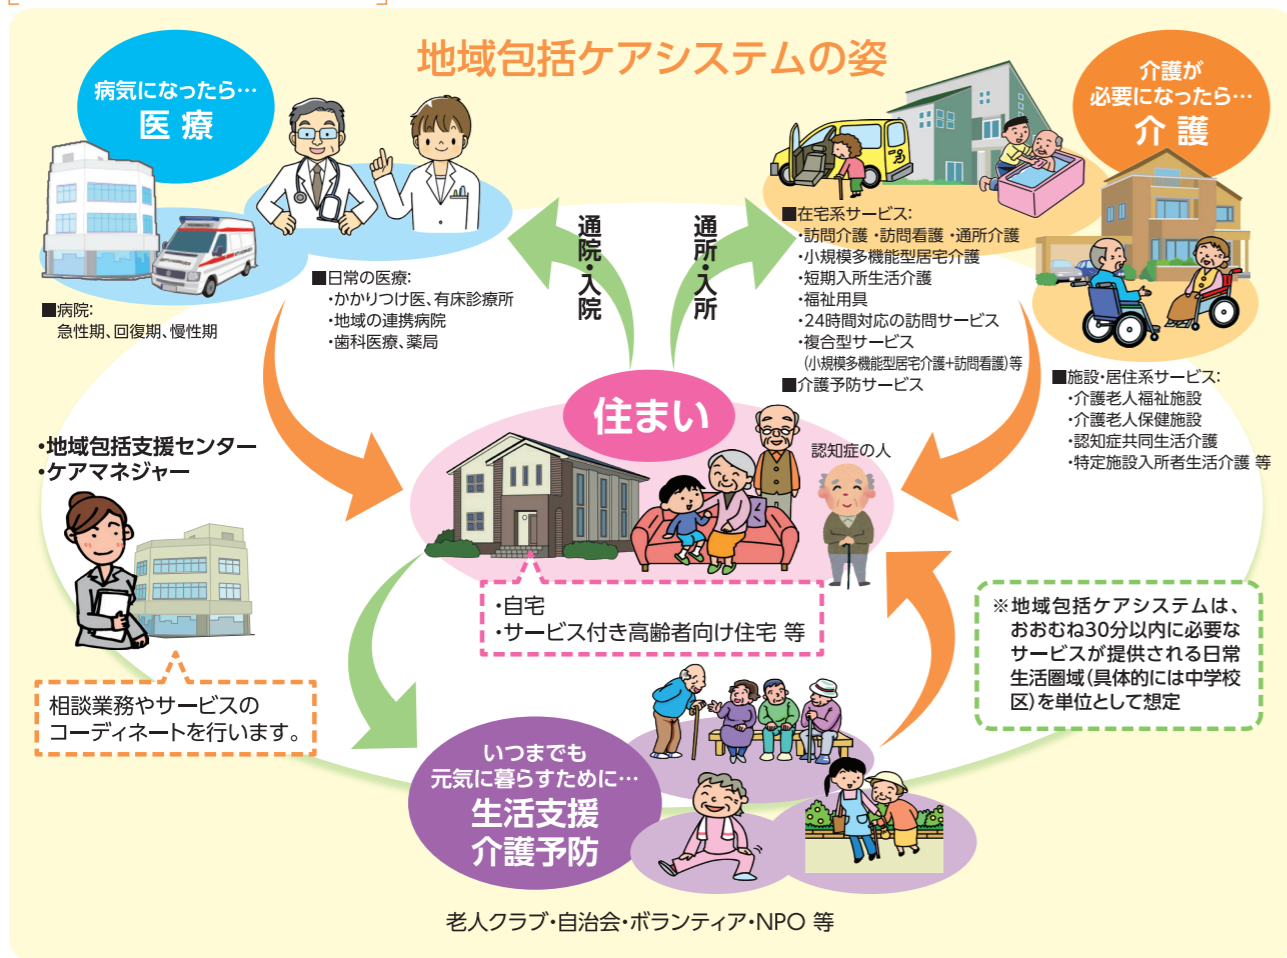 地域包括ケアシステムの姿
病気になったら…
医療
介護が
必要になったら…
介護
■病院:
急性期、回復期、慢性期
■日常の医療:
・かかりつけ医、有床診療所
・地域の連携病院
・歯科医療、薬局
通院・入院
通所・入所
■在宅系サービス:
・訪問介護・訪問看護・通所介護
・小規模多機能型居宅介護
・短期入所生活介護
・福祉用具
・24時間対応の訪問サービス
・複合型サービス
(小規模多機能型居宅介護+訪問看護)等
■介護予防サービス
■施設・居住系サービス:
・介護老人福祉施設
・介護老人保健施設
・認知症共同生活介護
・特定施設入所者生活介護 等
住まい
認知症の人
・地域包括支援センター
・ケアマネジャー
・自宅
・サービス付き高齢者向け住宅 等
相談業務やサービスの
コーディネートを行います。
※地域包括ケアシステムは、
おおむね30分以内に必要な
サービスが提供される日常
生活圏域(具体的には中学校
区)を単位として想定
いつまでも
元気に暮らすために…
生活支援
介護予防
老人クラブ・自治会・ボランティア・NPO 等